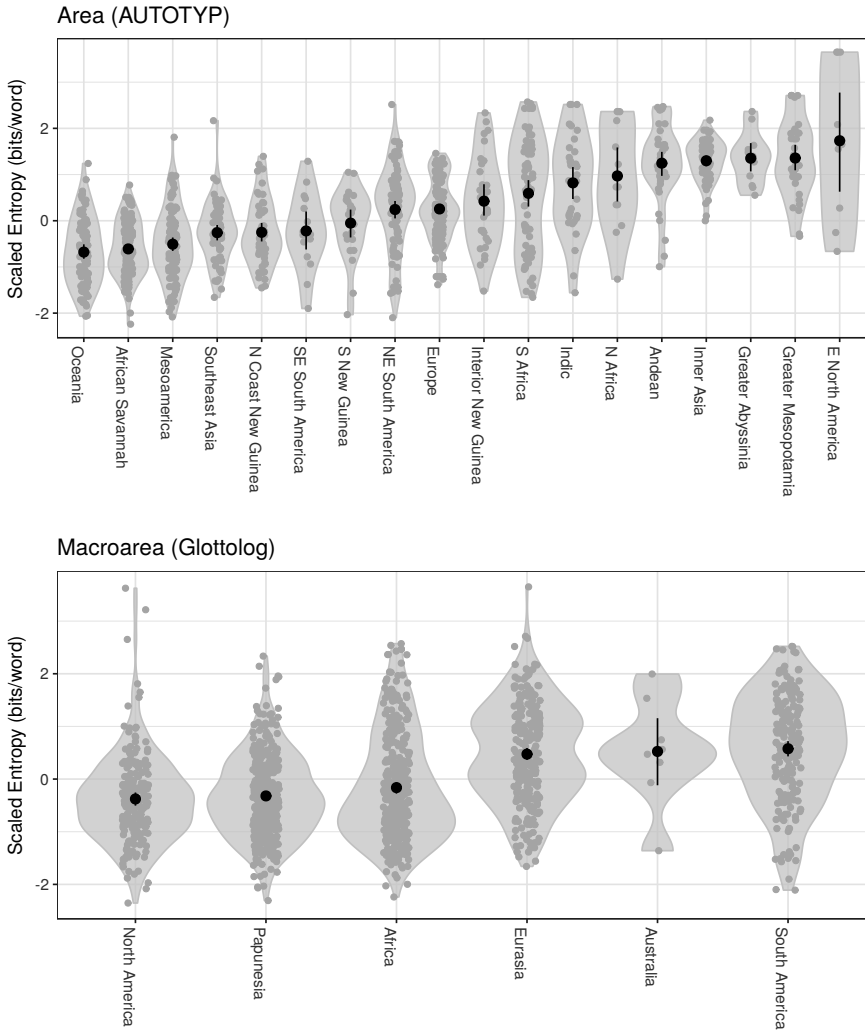 Area (AUTOTYP)
Scaled Entropy (bits/word)
2
0
-2
Oceania
African Savannah
Mesoamerica
Southeast Asia
N Coast New Guinea
SE South America
S New Guinea
NE South America
Europe
Interior New Guinea
S Africa
Indic
N Africa
Andean
Inner Asia
Greater Abyssinia
Greater Mesopotamia
E North America
Macroarea (Glottolog)
Scaled Entropy (bits/word)
2
0
-2
North America
Papunesia
Africa
Eurasia
Australia
South America